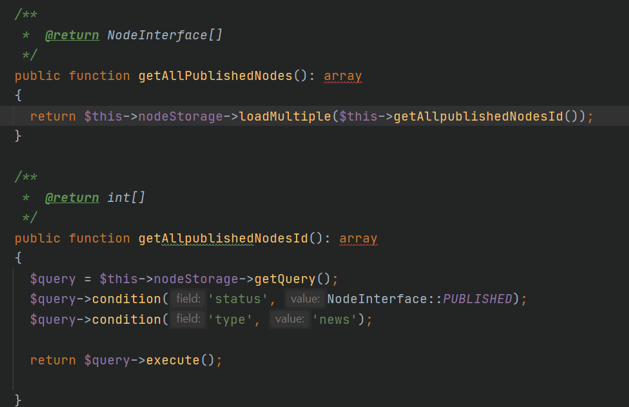 /**
 *  @return NodeInterface[]
 */
public function getALLPublishedNodes(): array
{
  return $this->nodeStorage->loadMultiple($this->getAllpublishedNodesId());
}
/**
 *  @return int[]
 */
public function getAllpublishedNodesId(): array
{
  $query = $this->nodeStorage->getQuery();
  $query->condition( field: 'status', value: NodeInterface::PUBLISHED);
  $query->condition( field: 'type', value: 'news');
  return $query->execute();
}